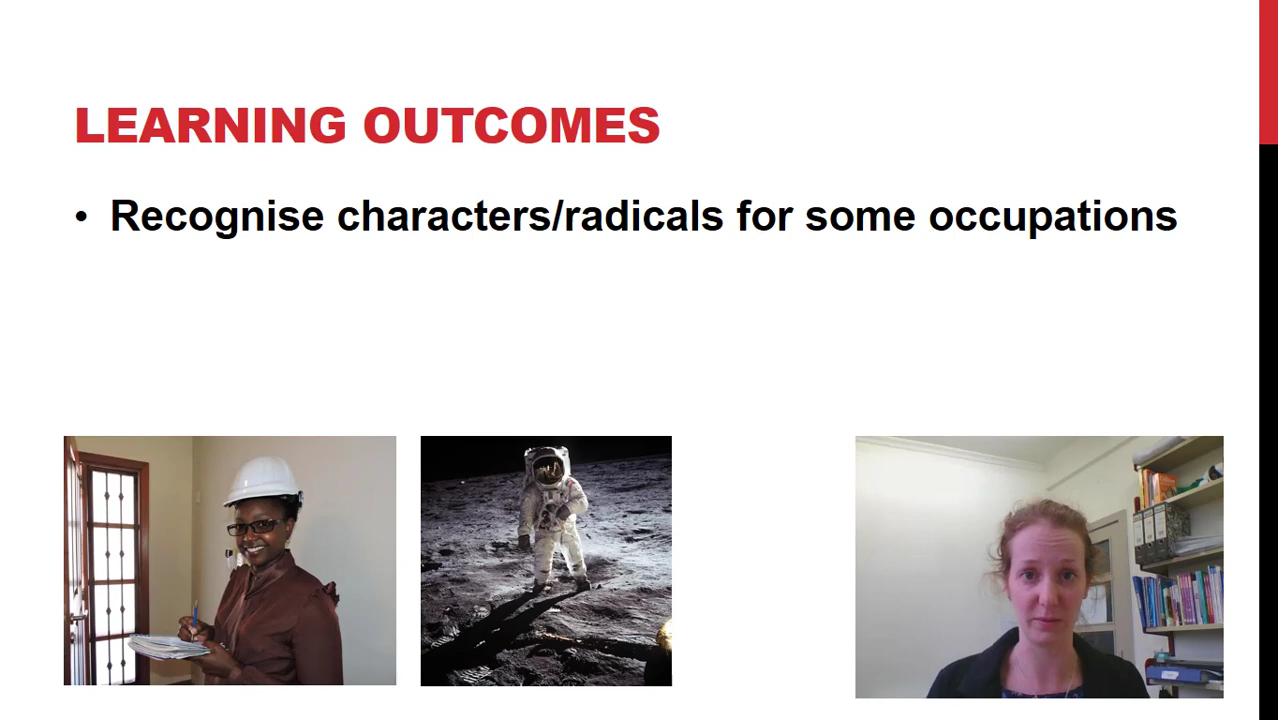 LEARNING OUTCOMES
• Recognise characters/radicals for some occupations